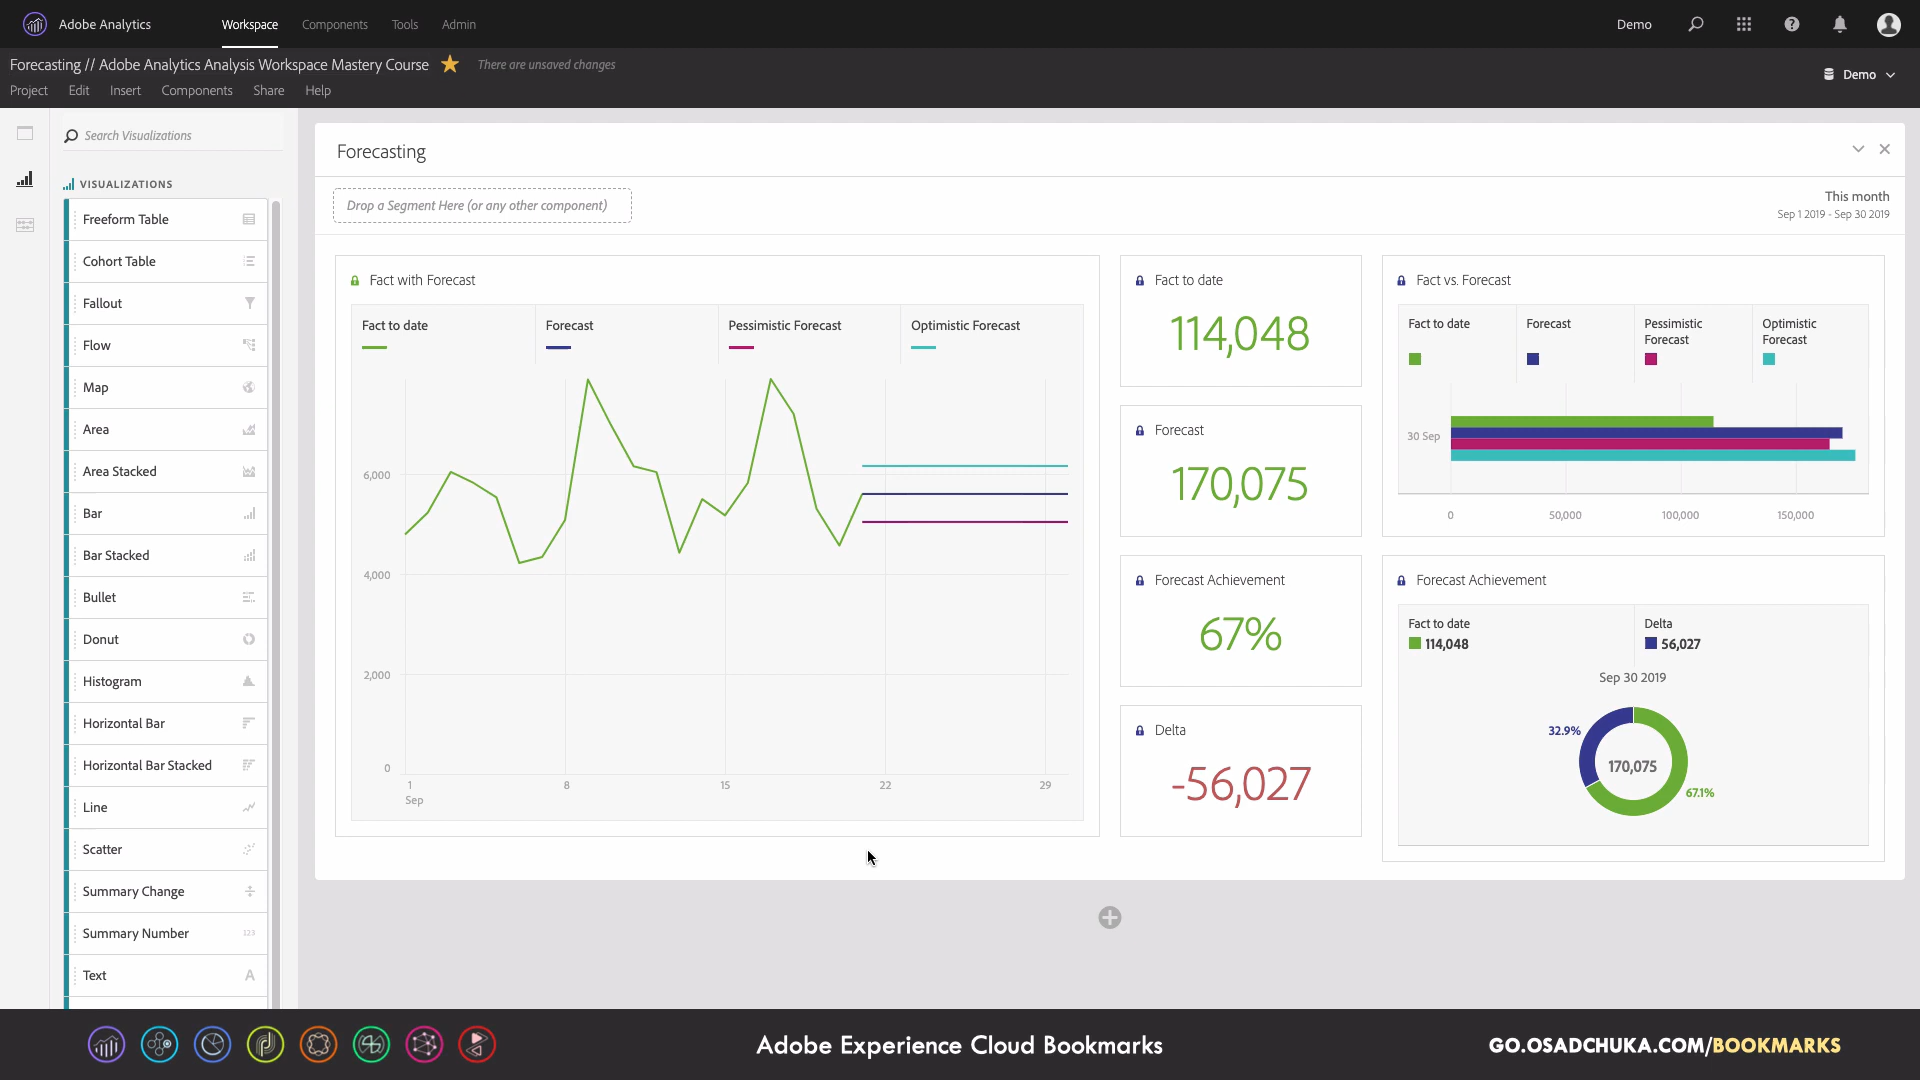 Adobe Analytics
Workspace
Components
Tools
Admin
Demo
Forecasting // Adobe Analytics Analysis Workspace Mastery Course
There are unsaved changes
Project
Edit
Insert
Components
Share
Help
Demo
Search Visualizations
VISUALIZATIONS
Freeform Table
Cohort Table
Fallout
Flow
Map
Area
Area Stacked
Bar
Bar Stacked
Bullet
Donut
Histogram
Horizontal Bar
Horizontal Bar Stacked
Line
Scatter
Summary Change
Summary Number
123
Text
A
Forecasting
Drop a Segment Here (or any other component)
This month
Sep 1 2019 - Sep 30 2019
Fact with Forecast
Fact to date
Forecast
Pessimistic Forecast
Optimistic Forecast
6,000
4,000
2,000
0
1
8
15
22
29
Sep
Fact to date
114,048
Forecast
170,075
Forecast Achievement
67%
Delta
-56,027
Fact vs. Forecast
Fact to date
Forecast
Pessimistic
Forecast
Optimistic
Forecast
30 Sep
0
50,000
100,000
150,000
Forecast Achievement
Fact to date
114,048
Delta
56,027
Sep 30 2019
32.9%
170,075
67.1%
Adobe Experience Cloud Bookmarks
GO.OSADCHUKA.COM/BOOKMARKS